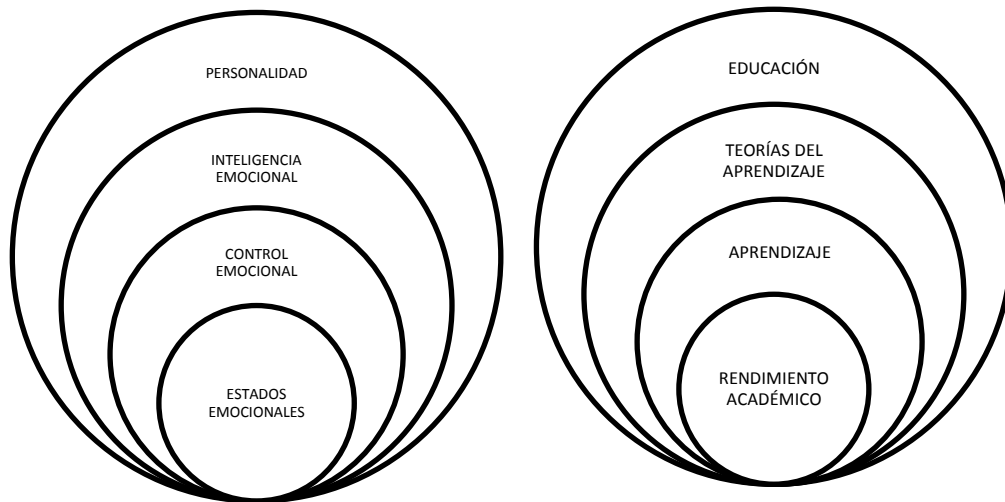 PERSONALIDAD
INTELIGENCIA
EMOCIONAL
CONTROL
EMOCIONAL
ESTADOS
EMOCIONALES
EDUCACIÓN
TEORÍAS DEL
APRENDIZAJE
APRENDIZAJE
RENDIMIENTO
ACADÉMICO